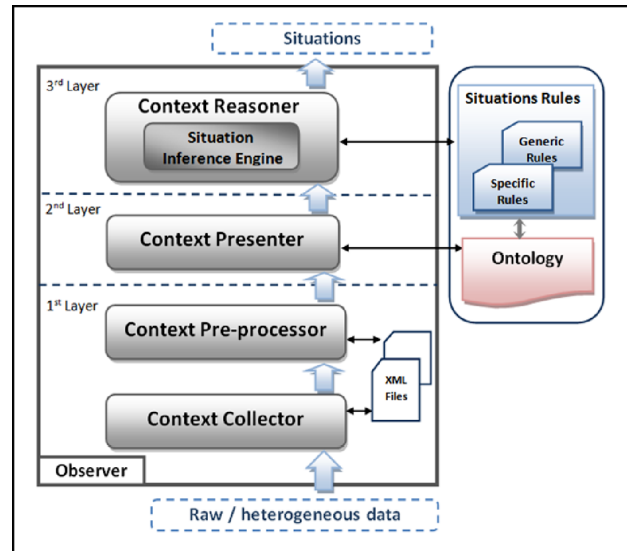 Situations
3rd Layer
Context Reasoner
Situation
Inference Engine
Situations Rules
Generic
Rules
Specific
Rules
2nd Layer
Context Presenter
Ontology
1st Layer
Context Pre-processor
XML
Files
Context Collector
Observer
Raw / heterogeneous data